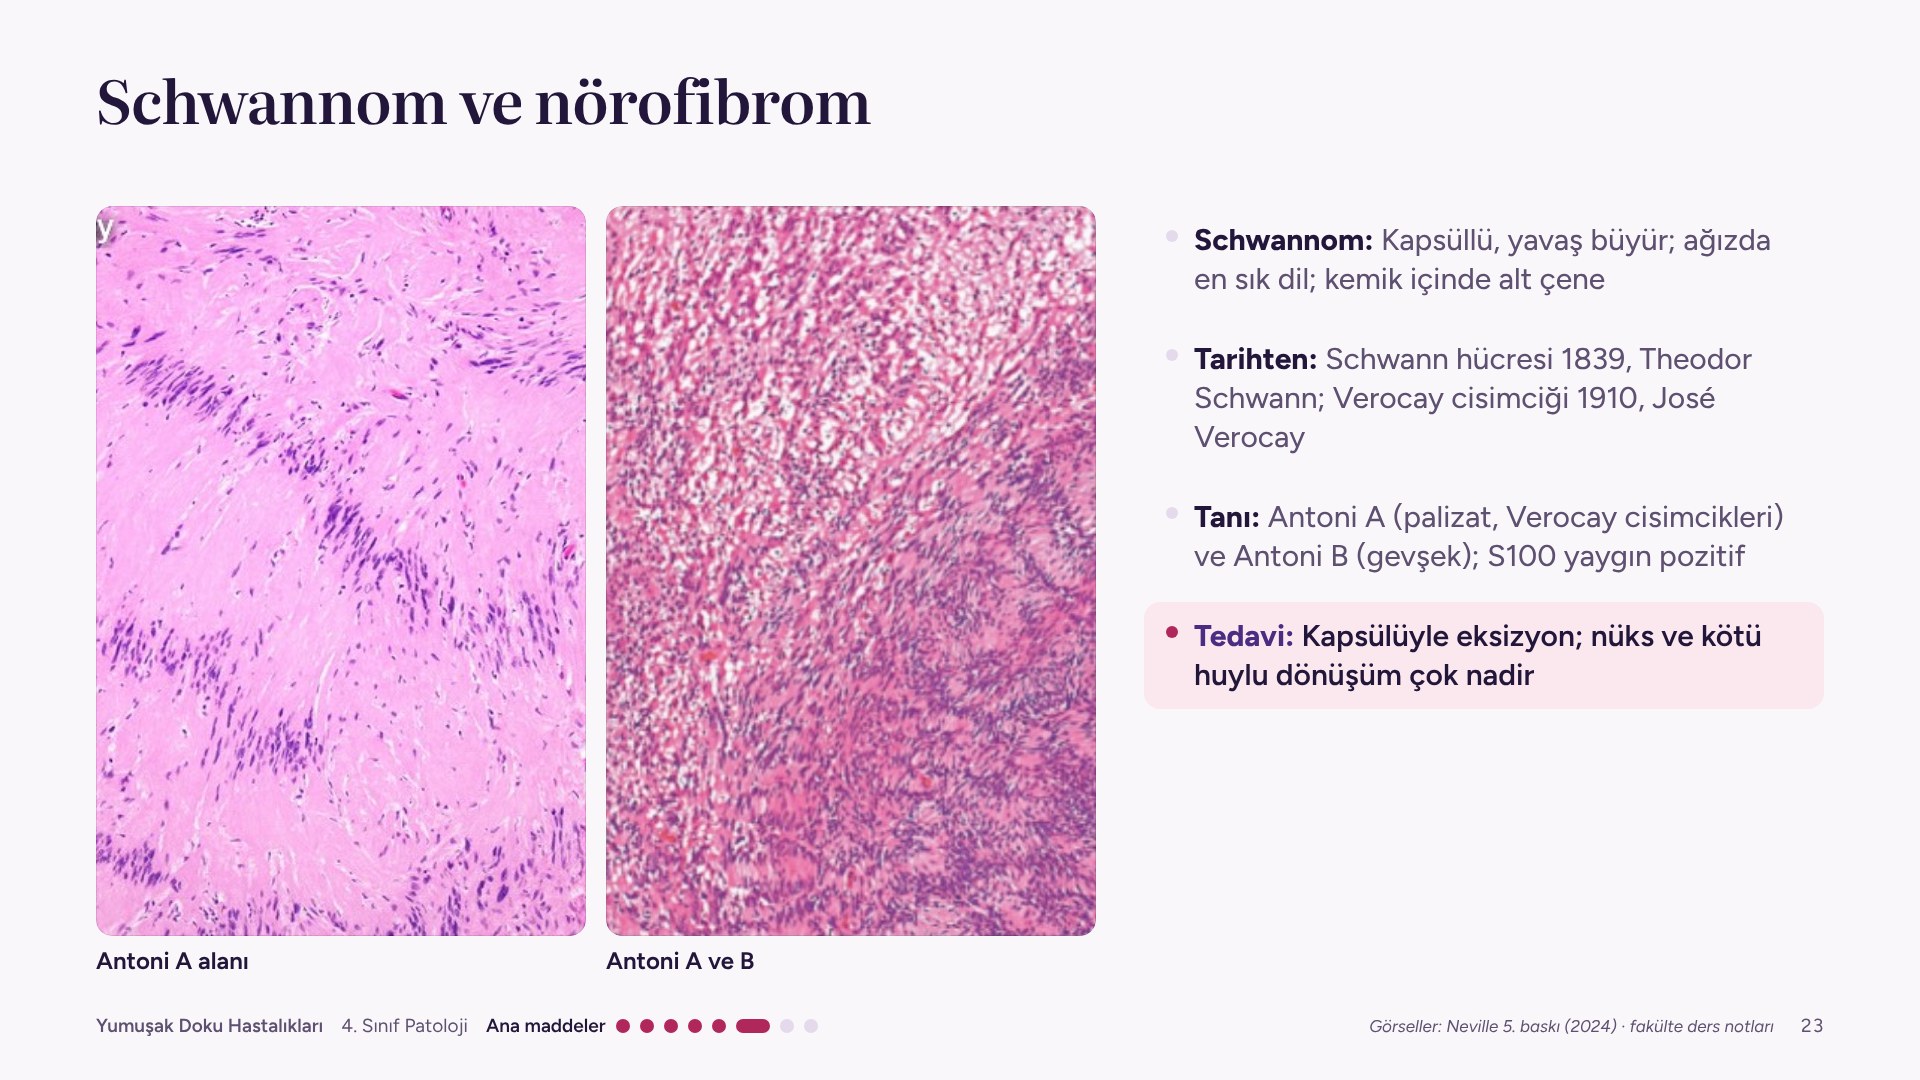 Schwannom ve nörofibrom
y
Schwannom: Kapsüllü, yavaş büyür; ağızda
en sık dil; kemik içinde alt çene
Tarihten: Schwann hücresi 1839, Theodor
Schwann; Verocay cisimciği 1910, José
Verocay
Tanı: Antoni A (palizat, Verocay cisimcikleri)
ve Antoni B (gevşek); S100 yaygın pozitif
Tedavi: Kapsülüyle eksizyon; nüks ve kötü
huylu dönüşüm çok nadir
Antoni A alanı
Antoni A ve B
Yumuşak Doku Hastalıkları 4. Sınıf Patoloji Ana maddeler
Görseller: Neville 5. baskı (2024) · fakülte ders notları 23